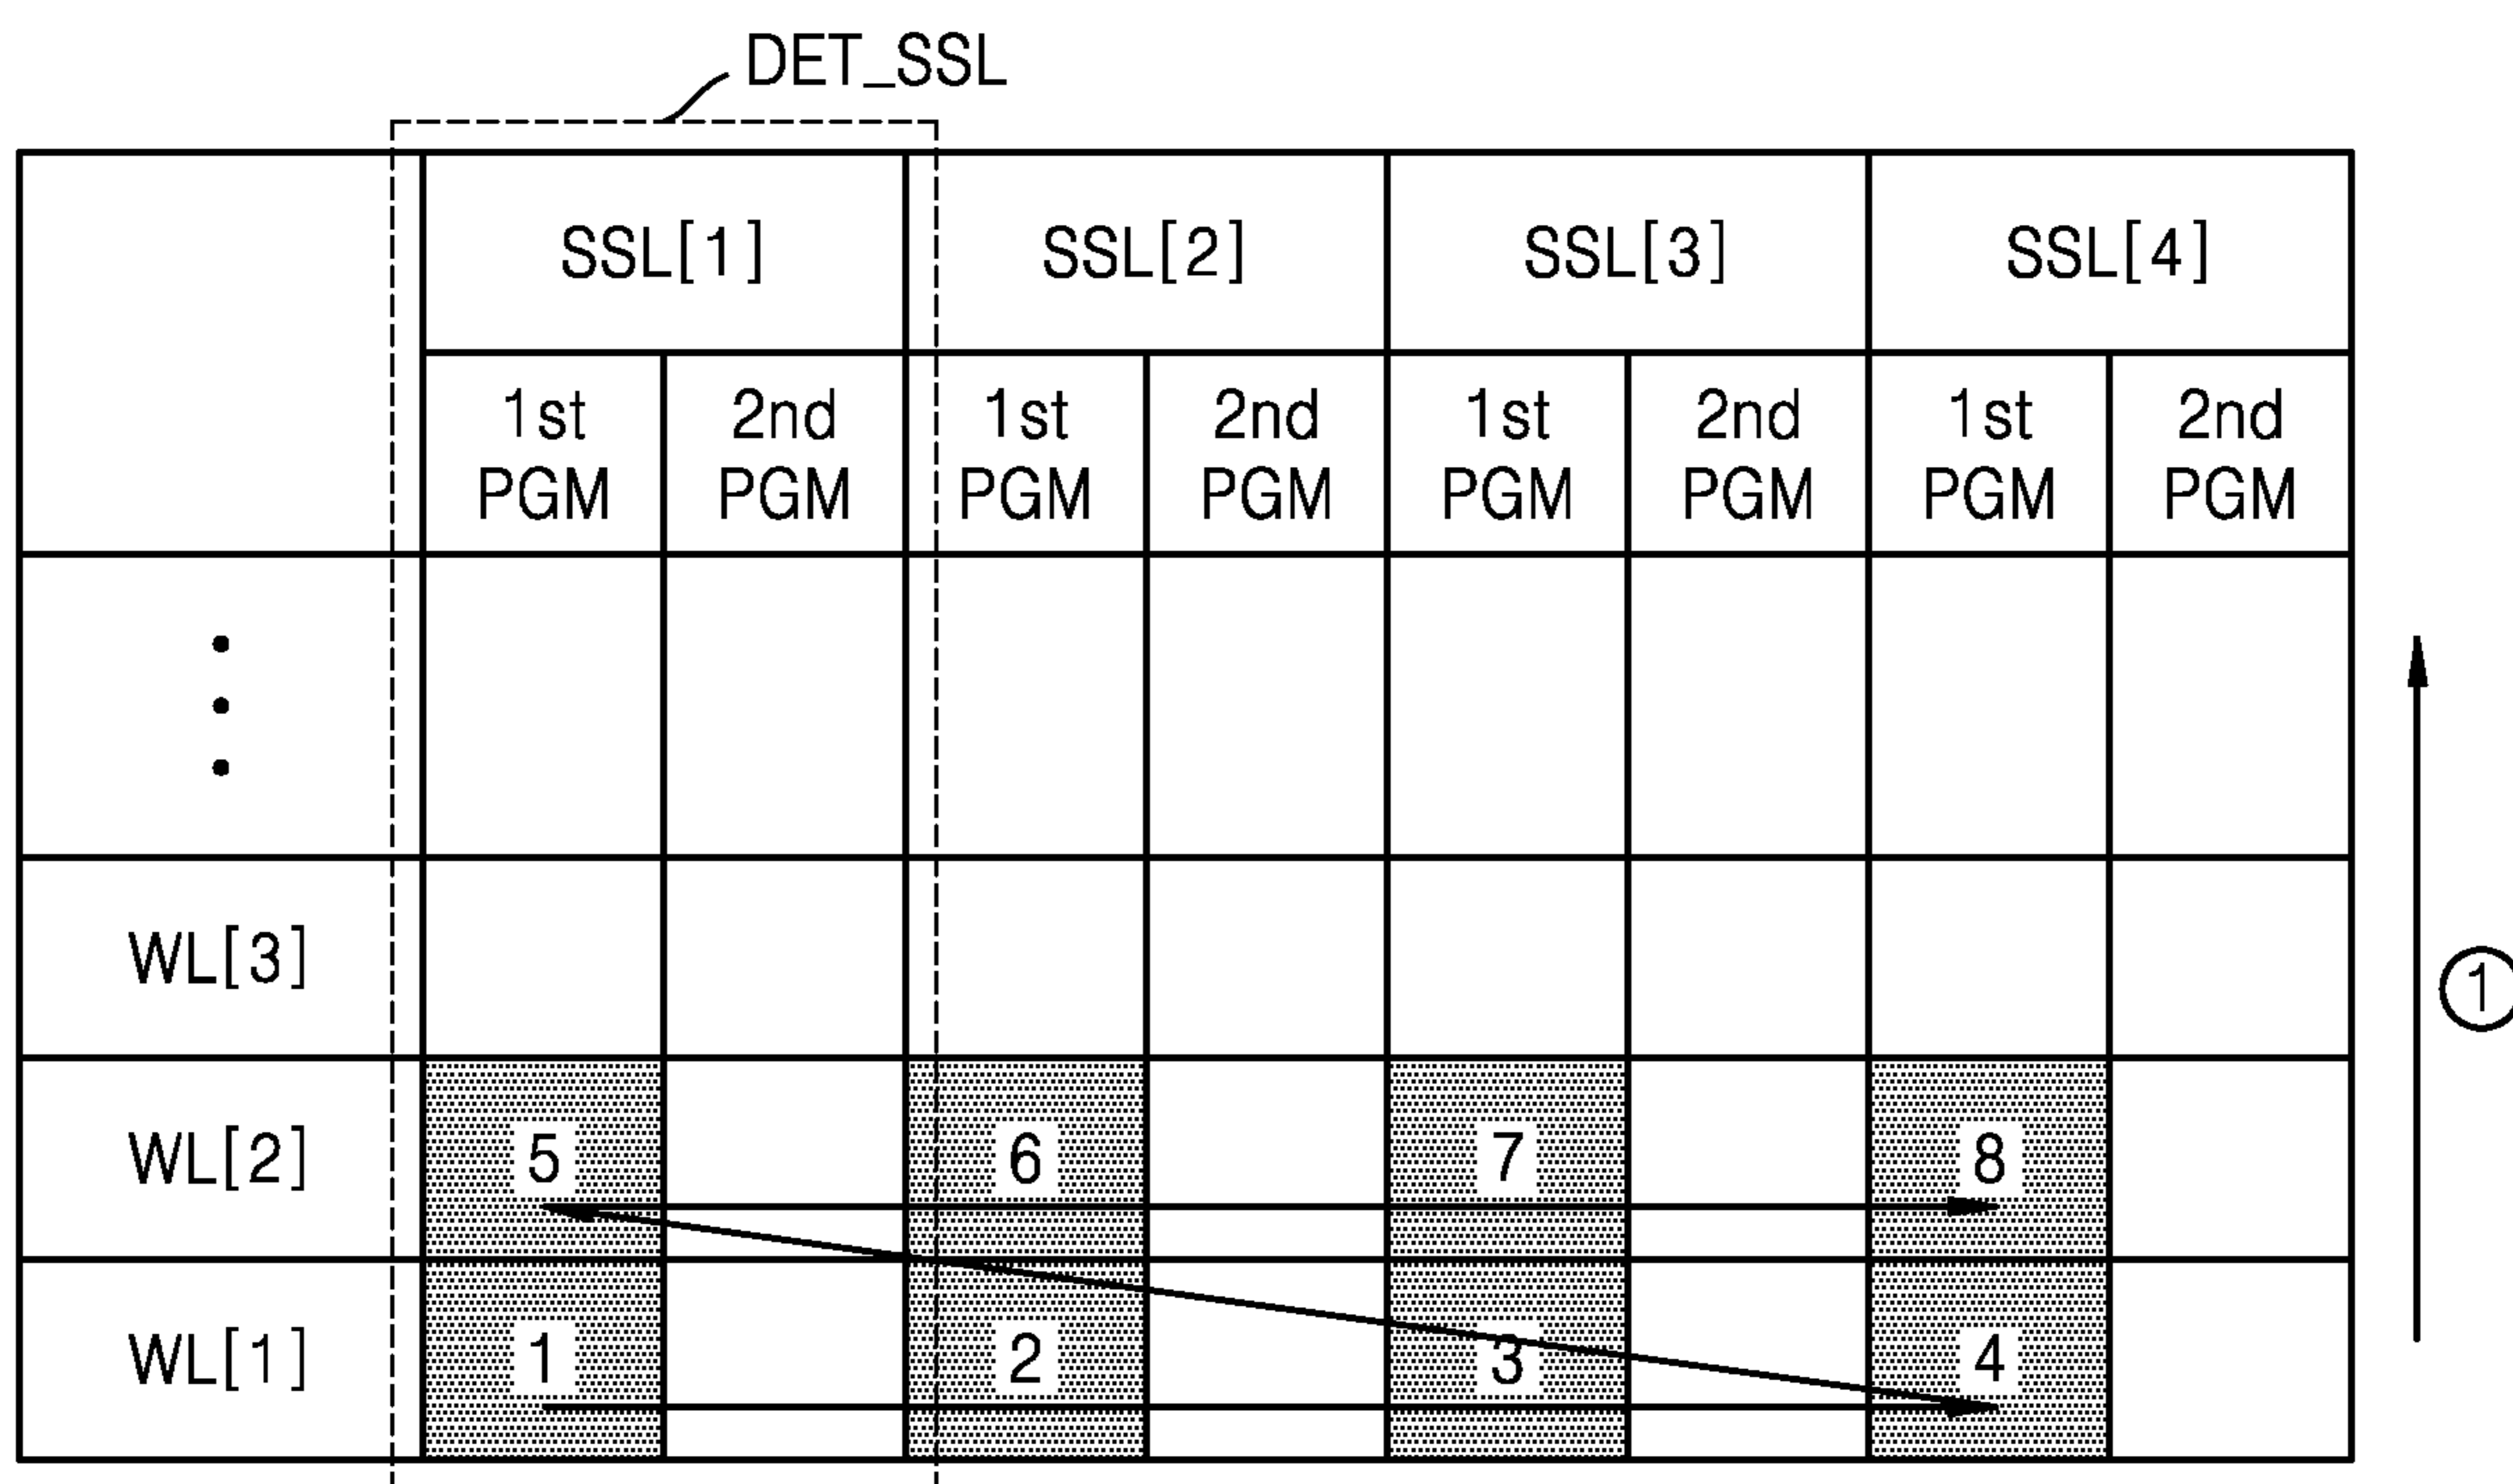 DET_SSL
SSL[1] SSL[2] SSL[3] SSL[4]
1st 2nd 1st 2nd 1st 2nd 1st 2nd
PGM PGM PGM PGM PGM PGM PGM PGM
WL[3]
①
WL[2] 5 6 7 8
WL[1] 1 2 3 4